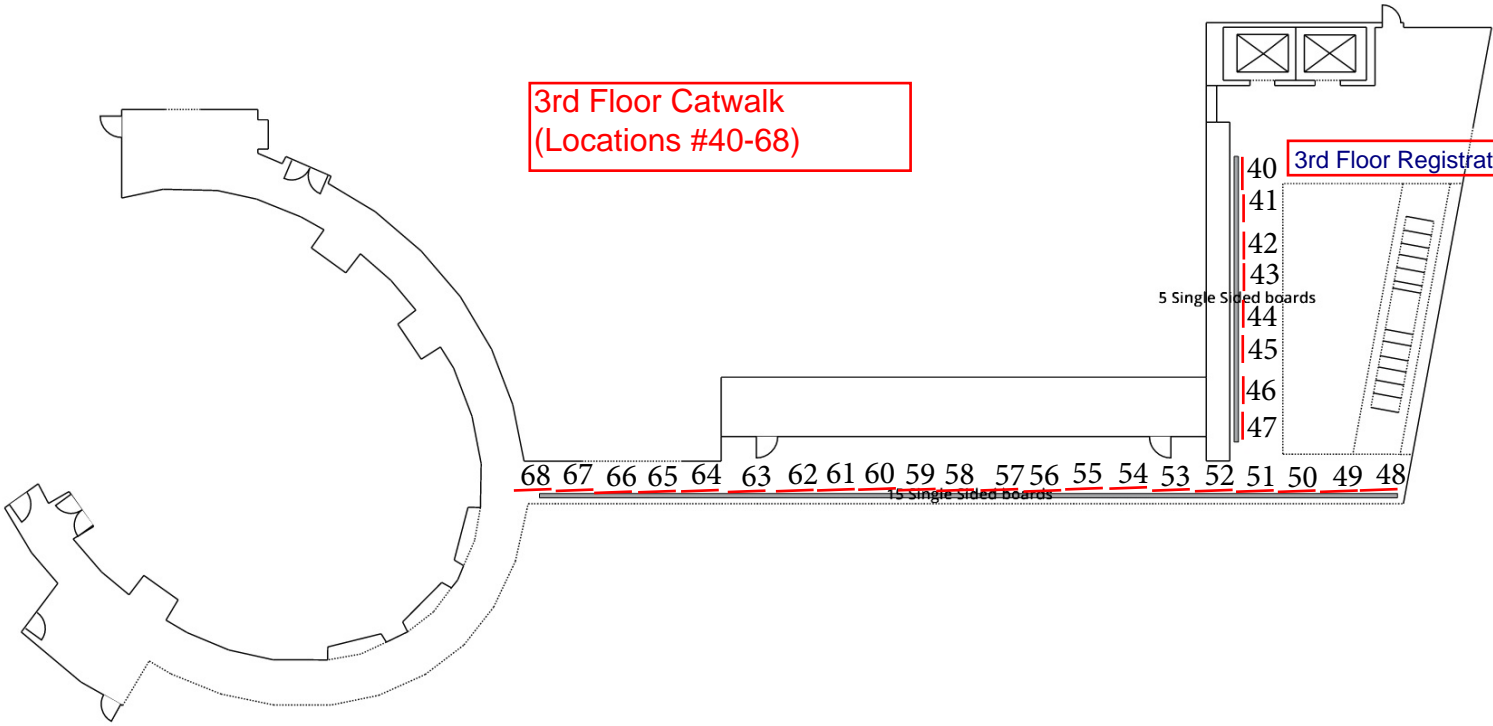 3rd Floor Catwalk
(Locations #40-68)
3rd Floor Registrat
40
41
42
43
5 Single Sided boards
44
45
46
47
68 67 66 65 64 63 62 61 60 59 58 57 56 55 54 53 52 51 50 49 48
15 Single Sided boards